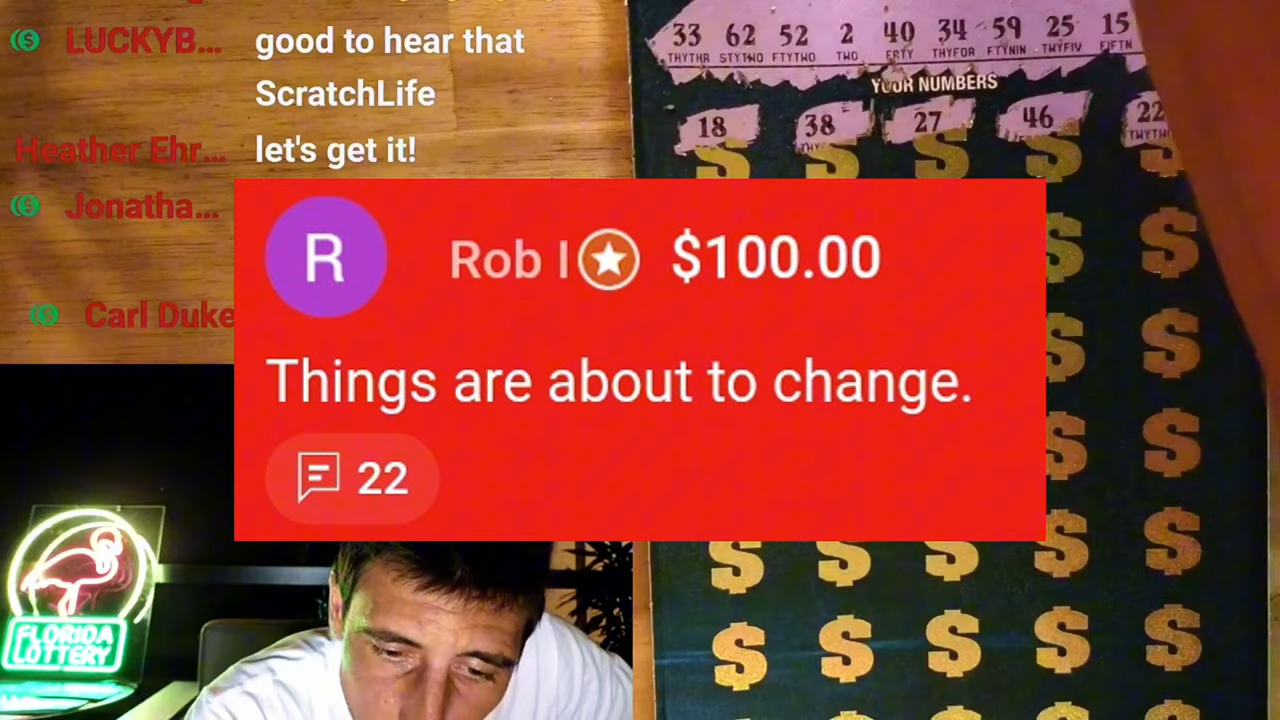 LUCKYB... good to hear that
ScratchLife
Heather Ehr... let's get it!
Jonatha...
Carl Duke
R Rob I $100.00
Things are about to change.
22
FLORIDA
LOTTERY
33 62 52 2 40 34 59 25 15
THYTHR STYTWO FTYTWO TWO FRTY THYFOR FTYNIN TWYFIV FIFTN
YOUR NUMBERS
18 38 27 46 22
$ $ $ $ $
$ $
$ $
$ $
$ $ $ $ $
$ $ $ $ $